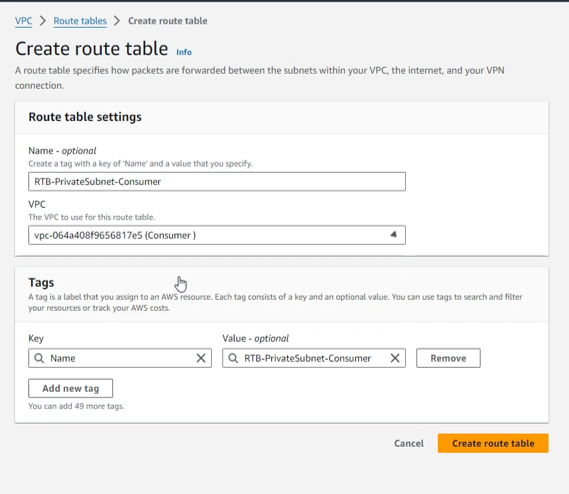 VPC > Route tables > Create route table
Create route table Info
A route table specifies how packets are forwarded between the subnets within your VPC, the internet, and your VPN
connection.
Route table settings
Name - optional
Create a tag with a key of 'Name' and a value that you specify.
RTB-PrivateSubnet-Consumer
VPC
The VPC to use for this route table.
vpc-064a408f9656817e5 (Consumer )
Tags
A tag is a label that you assign to an AWS resource. Each tag consists of a key and an optional value. You can use tags to search and filter
your resources or track your AWS costs.
Key Value - optional
Name RTB-PrivateSubnet-Consumer Remove
Add new tag
You can add 49 more tags.
Cancel Create route table